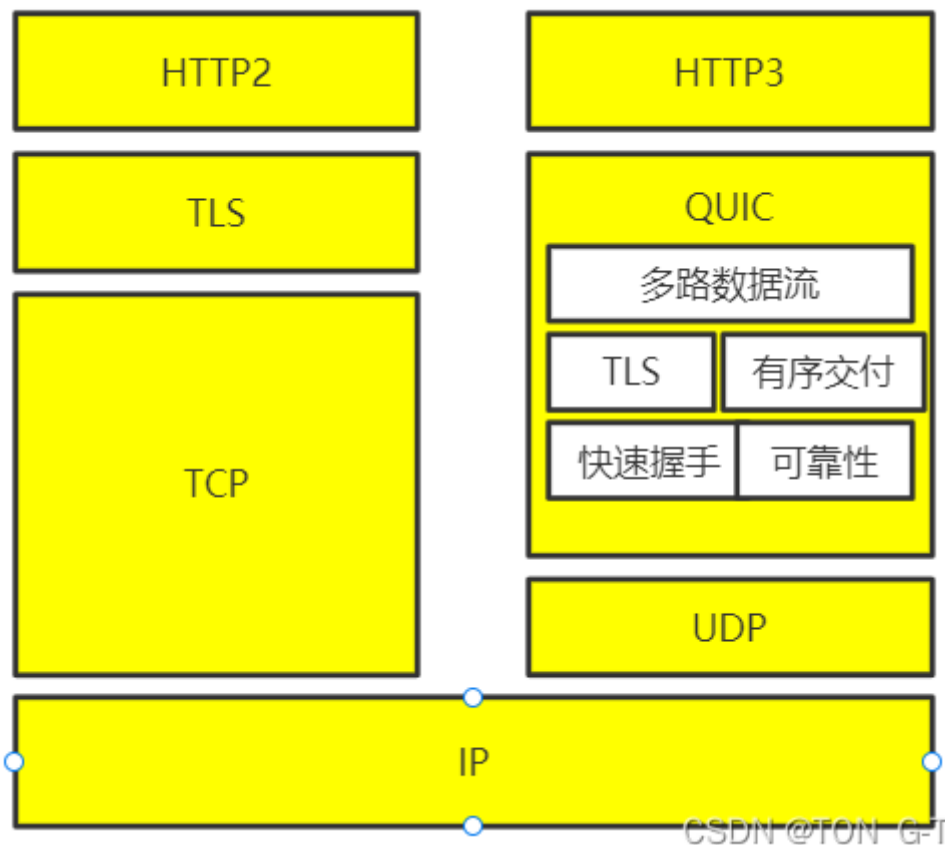 HTTP2
TLS
TCP
HTTP3
QUIC
多路数据流
TLS
有序交付
快速握手
可靠性
UDP
IP
CSDN @TON_G-T